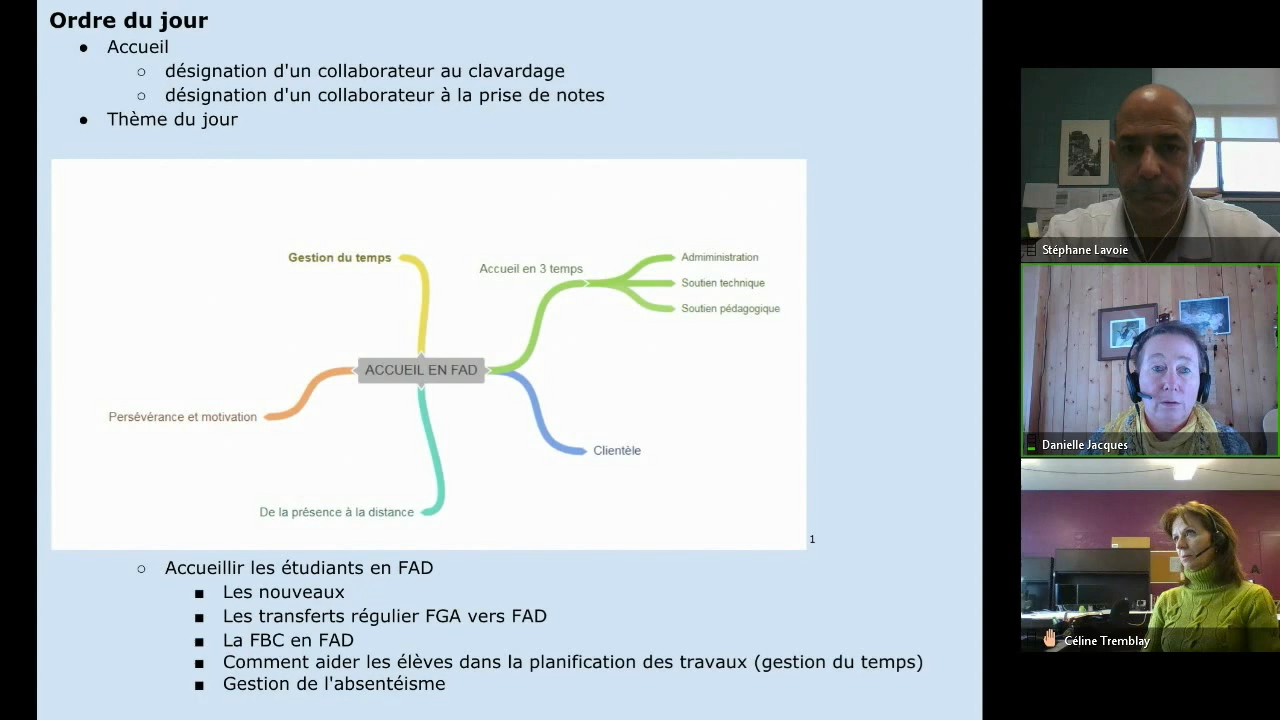 Ordre du jour
● Accueil
○ désignation d'un collaborateur au clavardage
○ désignation d'un collaborateur à la prise de notes
● Thème du jour
Gestion du temps
Accueil en 3 temps
Admiministration
Soutien technique
Soutien pédagogique
ACCUEIL EN FAD
Persévérance et motivation
Clientèle
De la présence à la distance
1
○ Accueillir les étudiants en FAD
■ Les nouveaux
■ Les transferts régulier FGA vers FAD
■ La FBC en FAD
■ Comment aider les élèves dans la planification des travaux (gestion du temps)
■ Gestion de l'absentéisme
Stéphane Lavoie
Danielle Jacques
Céline Tremblay